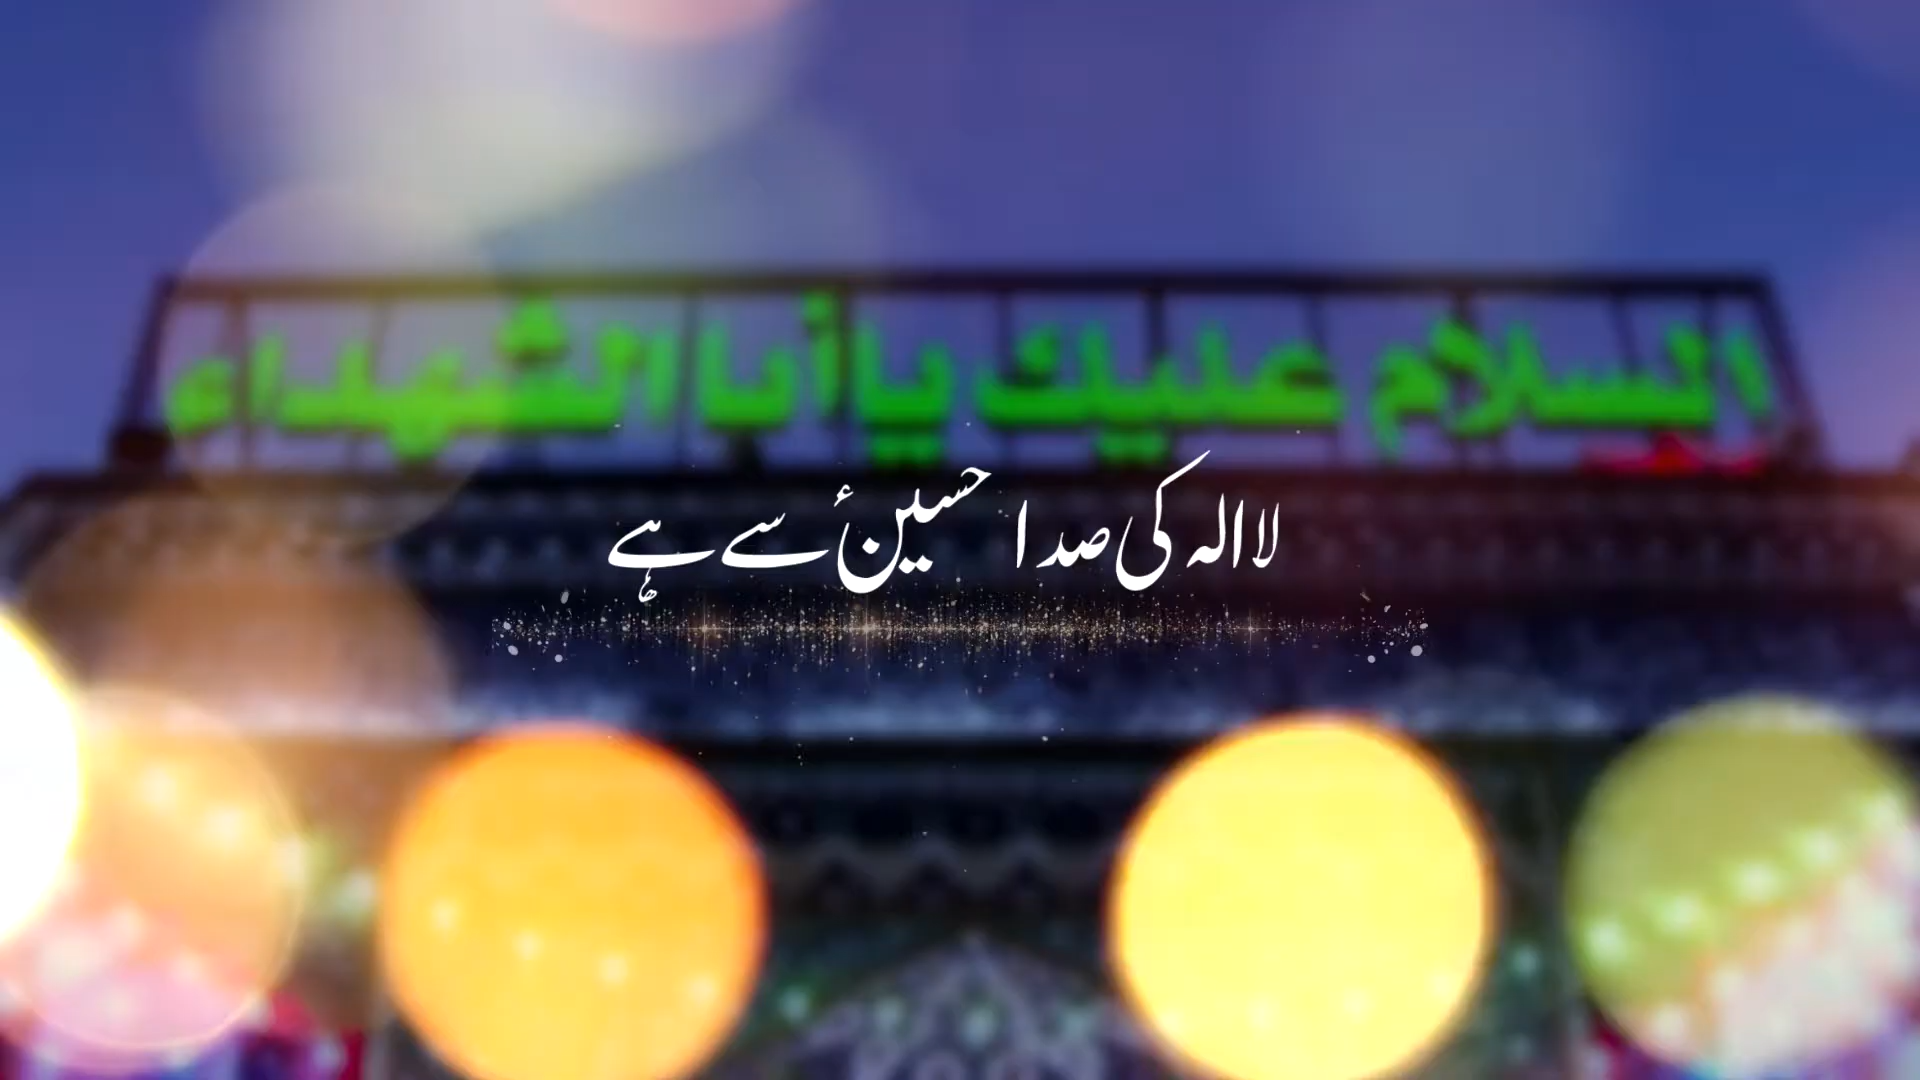 السلام عليك يا أبا الشهداء
لا الہ کی صدا حسینؑ سے ہے